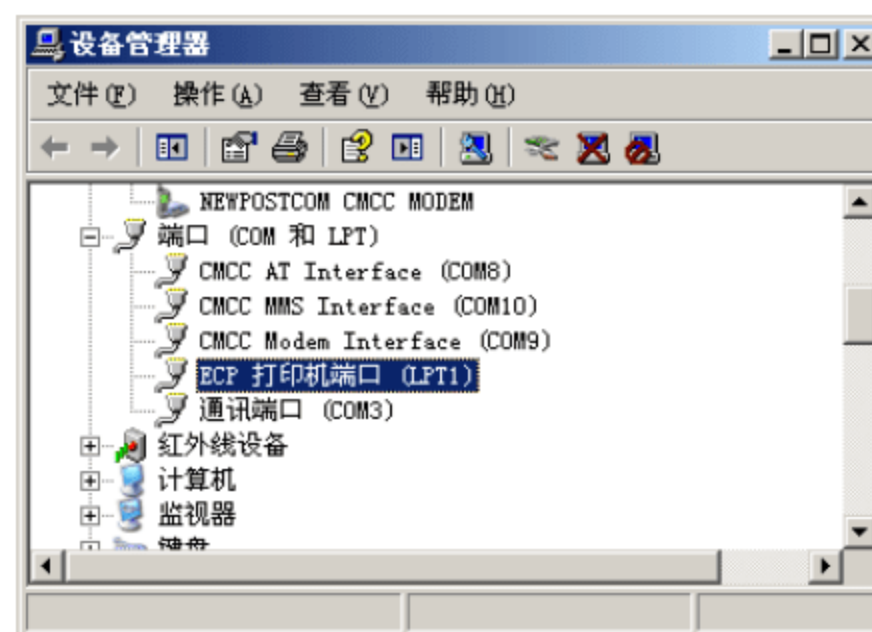 设备管理器
文件(F) 操作(A) 查看(V) 帮助(H)
NEWPOSTCOM CMCC MODEM
端口 (COM 和 LPT)
CMCC AT Interface (COM8)
CMCC MMS Interface (COM10)
CMCC Modem Interface (COM9)
ECP 打印机端口 (LPT1)
通讯端口 (COM3)
红外线设备
计算机
监视器
键盘